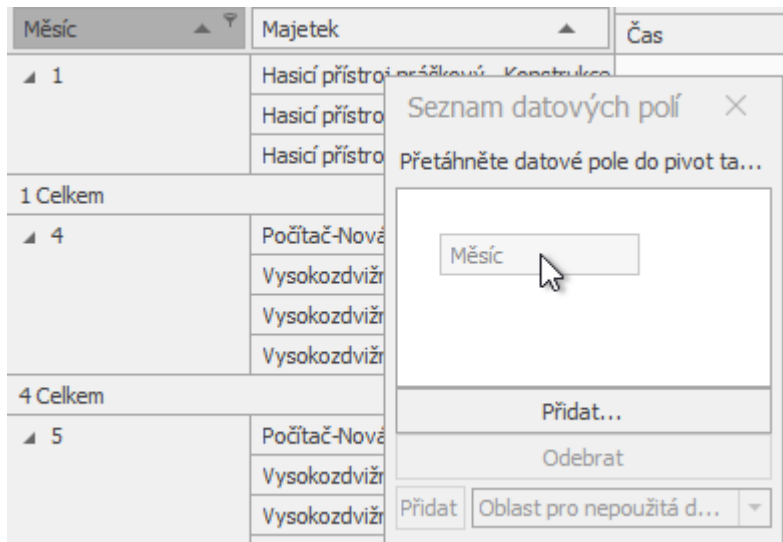 Měsíc Majetek Čas
1 Hasicí přístroj práškový - Konstrukce
Hasicí přístro
Hasicí přístro
1 Celkem
4 Počítač-Nová
Vysokozdvižn
Vysokozdvižn
Vysokozdvižn
4 Celkem
5 Počítač-Nová
Vysokozdvižn
Vysokozdvižn
Seznam datových polí
Přetáhněte datové pole do pivot ta...
Měsíc
Přidat...
Odebrat
Přidat Oblast pro nepoužitá d...